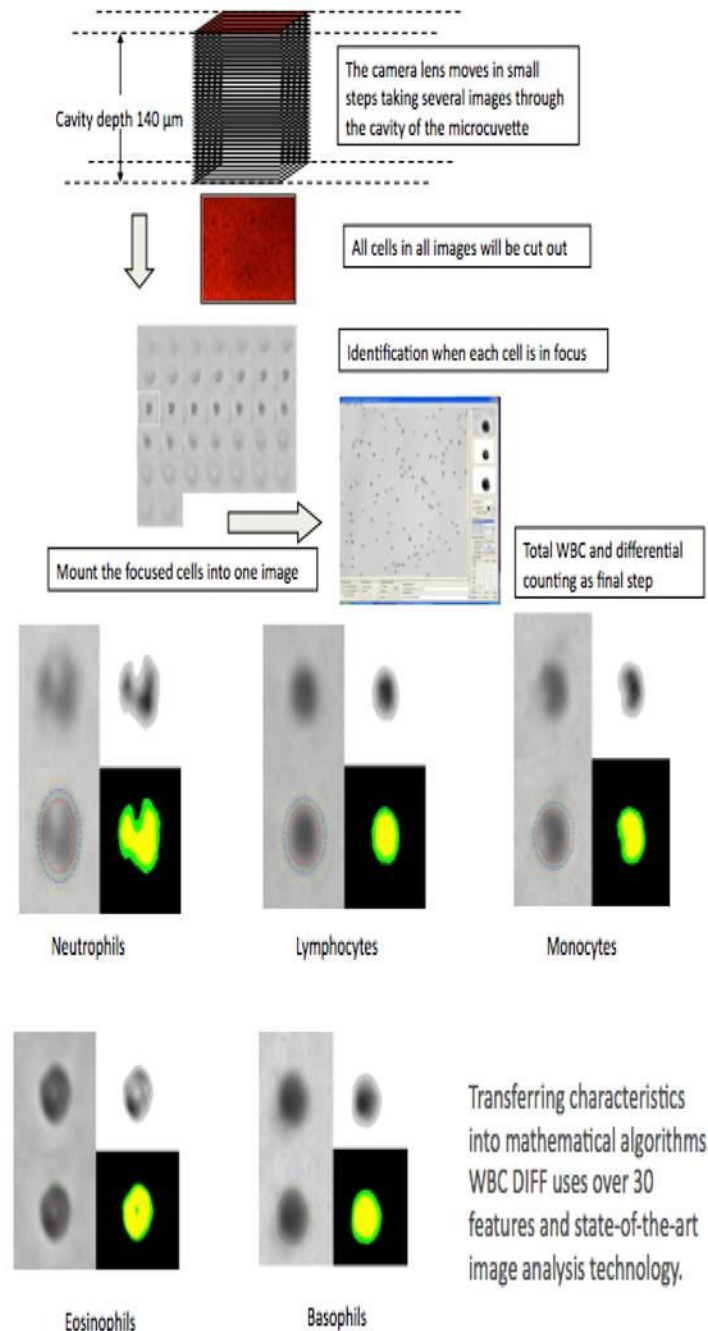 The camera lens moves in small
steps taking several images through
the cavity of the microcuvette
Cavity depth 140 μm
All cells in all images will be cut out
Identification when each cell is in focus
Mount the focused cells into one image
Total WBC and differential
counting as final step
Neutrophils
Lymphocytes
Monocytes
Transferring characteristics
into mathematical algorithms
WBC DIFF uses over 30
features and state-of-the-art
image analysis technology.
Eosinophils
Basophils